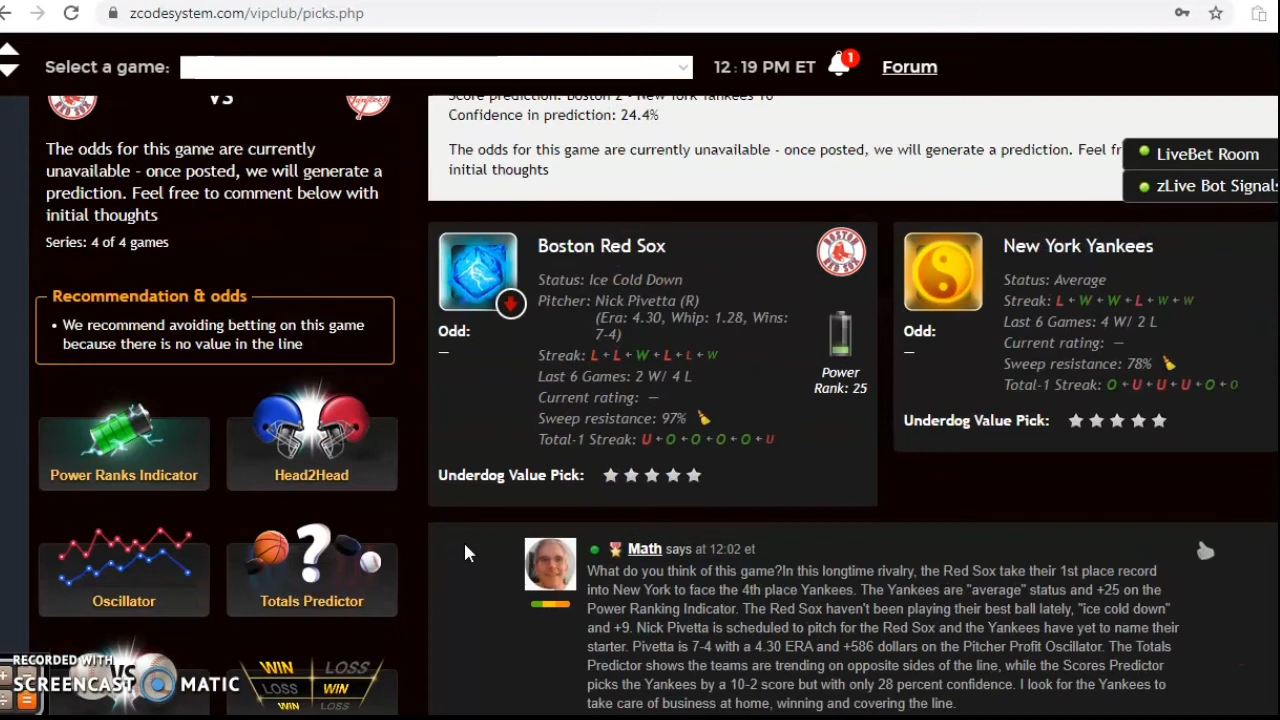 zcodesystem.com/vipclub/picks.php
Select a game:
12:19 PM ET
1
Forum
VS
Score prediction: Boston 2 - New York Yankees 10
Confidence in prediction: 24.4%
The odds for this game are currently unavailable - once posted, we will generate a prediction. Feel fr
initial thoughts
LiveBet Room
zLive Bot Signals
The odds for this game are currently
unavailable - once posted, we will generate a
prediction. Feel free to comment below with
initial thoughts
Series: 4 of 4 games
Recommendation & odds
• We recommend avoiding betting on this game
because there is no value in the line
Power Ranks Indicator
Head2Head
Oscillator
Totals Predictor
VS
WIN LOSS
LOSS WIN
WIN LOSS
BOSTON RED SOX
Boston Red Sox
Status: Ice Cold Down
Pitcher: Nick Pivetta (R)
(Era: 4.30, Whip: 1.28, Wins:
7-4)
Odd:
—
Streak: L ← L ← W ← L ← L ← W
Last 6 Games: 2 W/ 4 L
Current rating: —
Sweep resistance: 97%
Total-1 Streak: U ← O ← O ← O ← O ← U
Power
Rank: 25
Underdog Value Pick:
New York Yankees
Status: Average
Streak: L ← W ← W ← L ← W ← W
Last 6 Games: 4 W/ 2 L
Odd:
—
Current rating: —
Sweep resistance: 78%
Total-1 Streak: O ← U ← U ← U ← O ← O
Underdog Value Pick:
Math says at 12:02 et
What do you think of this game?In this longtime rivalry, the Red Sox take their 1st place record
into New York to face the 4th place Yankees. The Yankees are "average" status and +25 on the
Power Ranking Indicator. The Red Sox haven't been playing their best ball lately, "ice cold down"
and +9. Nick Pivetta is scheduled to pitch for the Red Sox and the Yankees have yet to name their
starter. Pivetta is 7-4 with a 4.30 ERA and +586 dollars on the Pitcher Profit Oscillator. The Totals
Predictor shows the teams are trending on opposite sides of the line, while the Scores Predictor
picks the Yankees by a 10-2 score but with only 28 percent confidence. I look for the Yankees to
take care of business at home, winning and covering the line.
RECORDED WITH
SCREENCAST MATIC